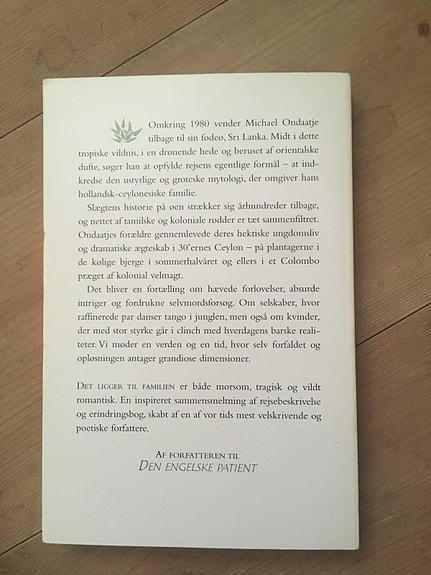 Omkring 1980 vender Michael Ondaatje
tilbage til sin fødeø, Sri Lanka. Midt i dette
tropiske vildnis, i en drønende hede og beruset af orientalske
dufte, søger han at opfylde rejsens egentlige formål – at ind-
kredse den ustyrlige og groteske mytologi, der omgiver hans
hollandsk-ceylonesiske familie.
Slægtens historie på øen strækker sig århundreder tilbage,
og nettet af tamilske og koloniale rødder er tæt sammenfiltret.
Ondaatjes forældre gennemlevede deres hektiske ungdomsliv
og dramatiske ægteskab i 30'ernes Ceylon – på plantagerne i
de kølige bjerge i sommerhalvåret og ellers i et Colombo
præget af kolonial velmagt.
Det bliver en fortælling om hævede forlovelser, absurde
intriger og fordrukne selvmordsforsøg. Om selskaber, hvor
raffinerede par danser tango i junglen, men også om kvinder,
der med stor styrke går i clinch med hverdagens barske reali-
teter. Vi møder en verden og en tid, hvor selv forfaldet og
opløsningen antager grandiose dimensioner.
DET LIGGER TIL FAMILIEN er både morsom, tragisk og vildt
romantisk. En inspireret sammensmeltning af rejsebeskrivelse
og erindringsbog, skabt af en af vor tids mest velskrivende og
poetiske forfattere.
AF FORFATTEREN TIL
DEN ENGELSKE PATIENT